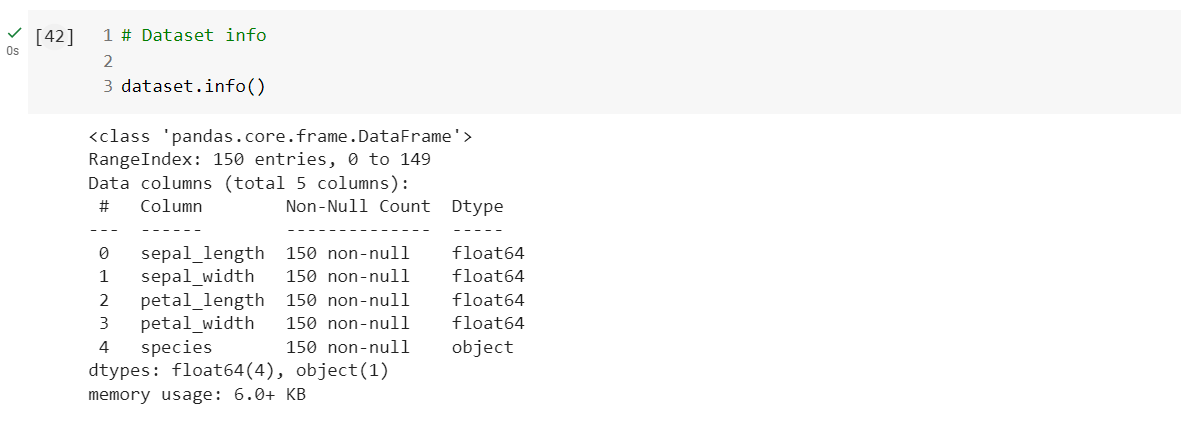 [42] 1 # Dataset info
0s 2
3 dataset.info()
<class 'pandas.core.frame.DataFrame'>
RangeIndex: 150 entries, 0 to 149
Data columns (total 5 columns):
 #   Column        Non-Null Count  Dtype
---  ------        --------------  -----
 0   sepal_length  150 non-null    float64
 1   sepal_width   150 non-null    float64
 2   petal_length  150 non-null    float64
 3   petal_width   150 non-null    float64
 4   species       150 non-null    object
dtypes: float64(4), object(1)
memory usage: 6.0+ KB